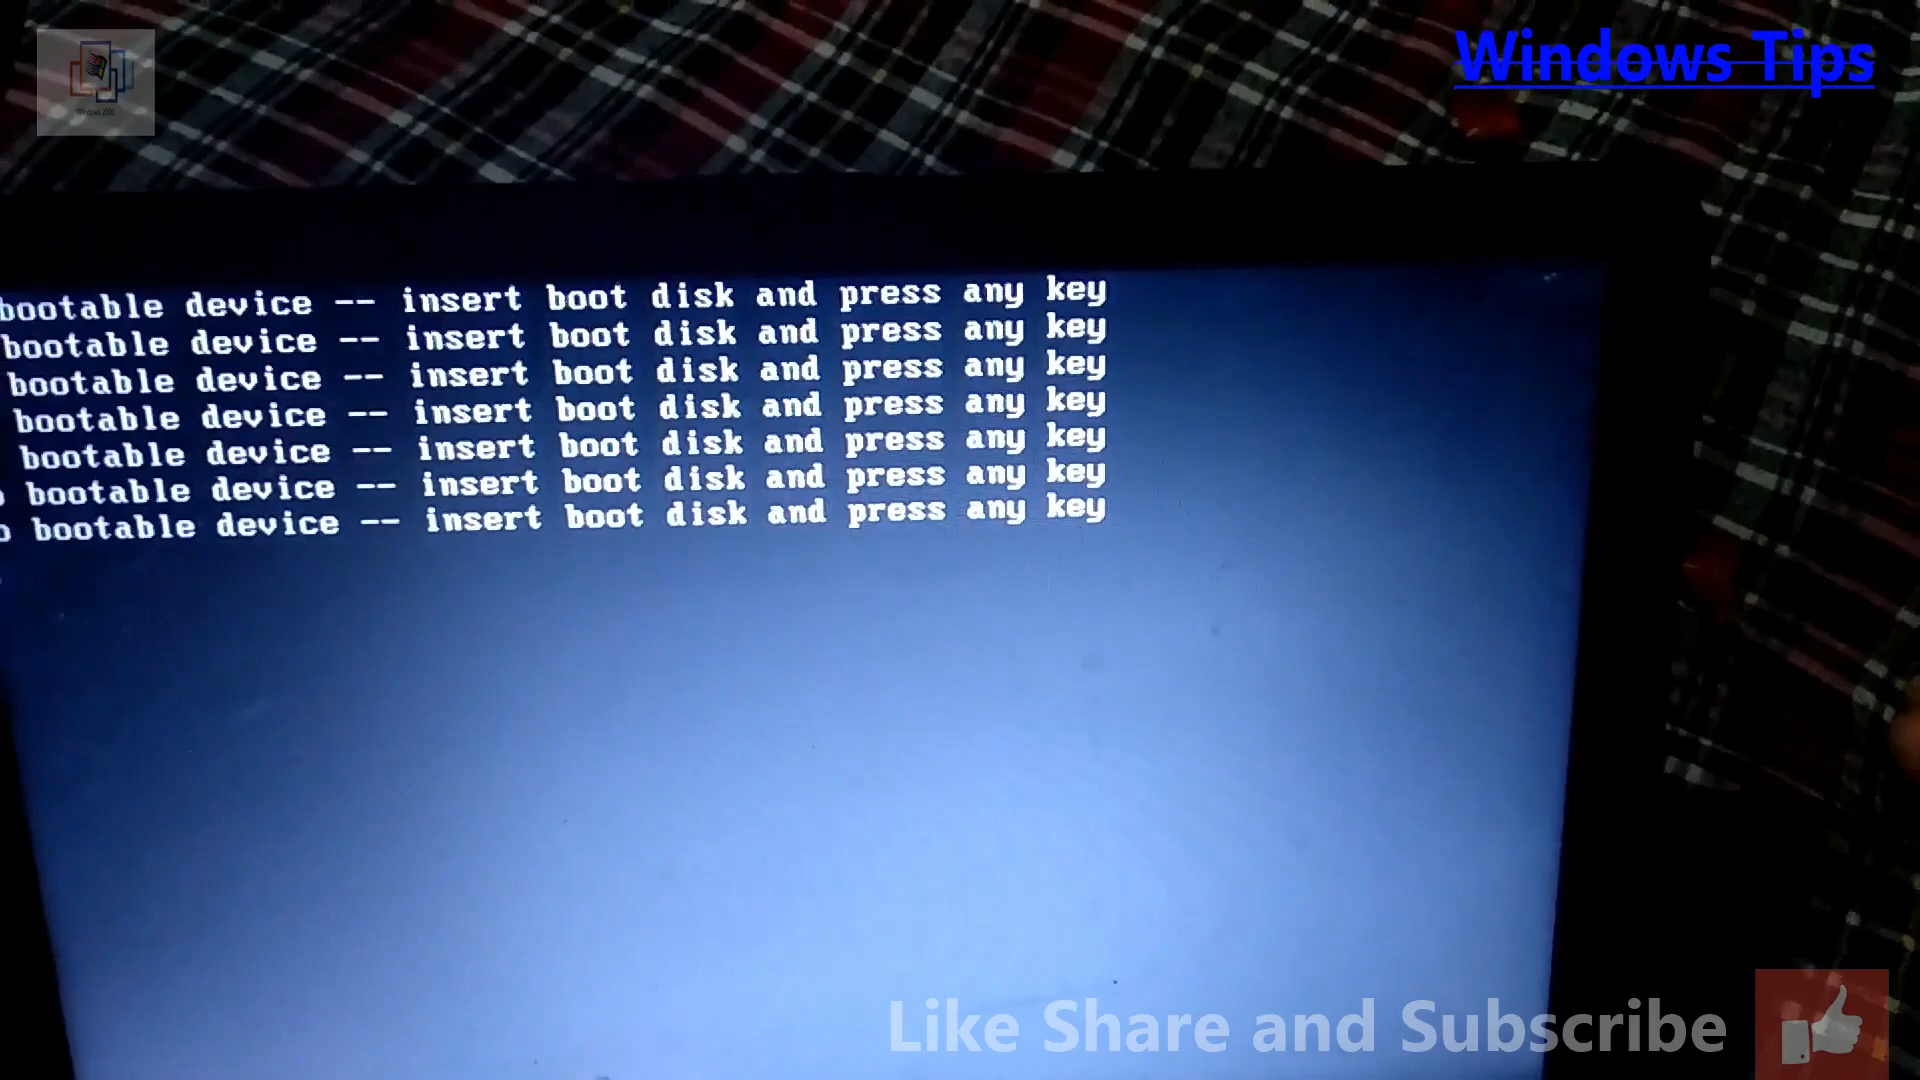 Windows 2000
Windows Tips
bootable device -- insert boot disk and press any key
bootable device -- insert boot disk and press any key
bootable device -- insert boot disk and press any key
bootable device -- insert boot disk and press any key
bootable device -- insert boot disk and press any key
o bootable device -- insert boot disk and press any key
o bootable device -- insert boot disk and press any key
Like Share and Subscribe